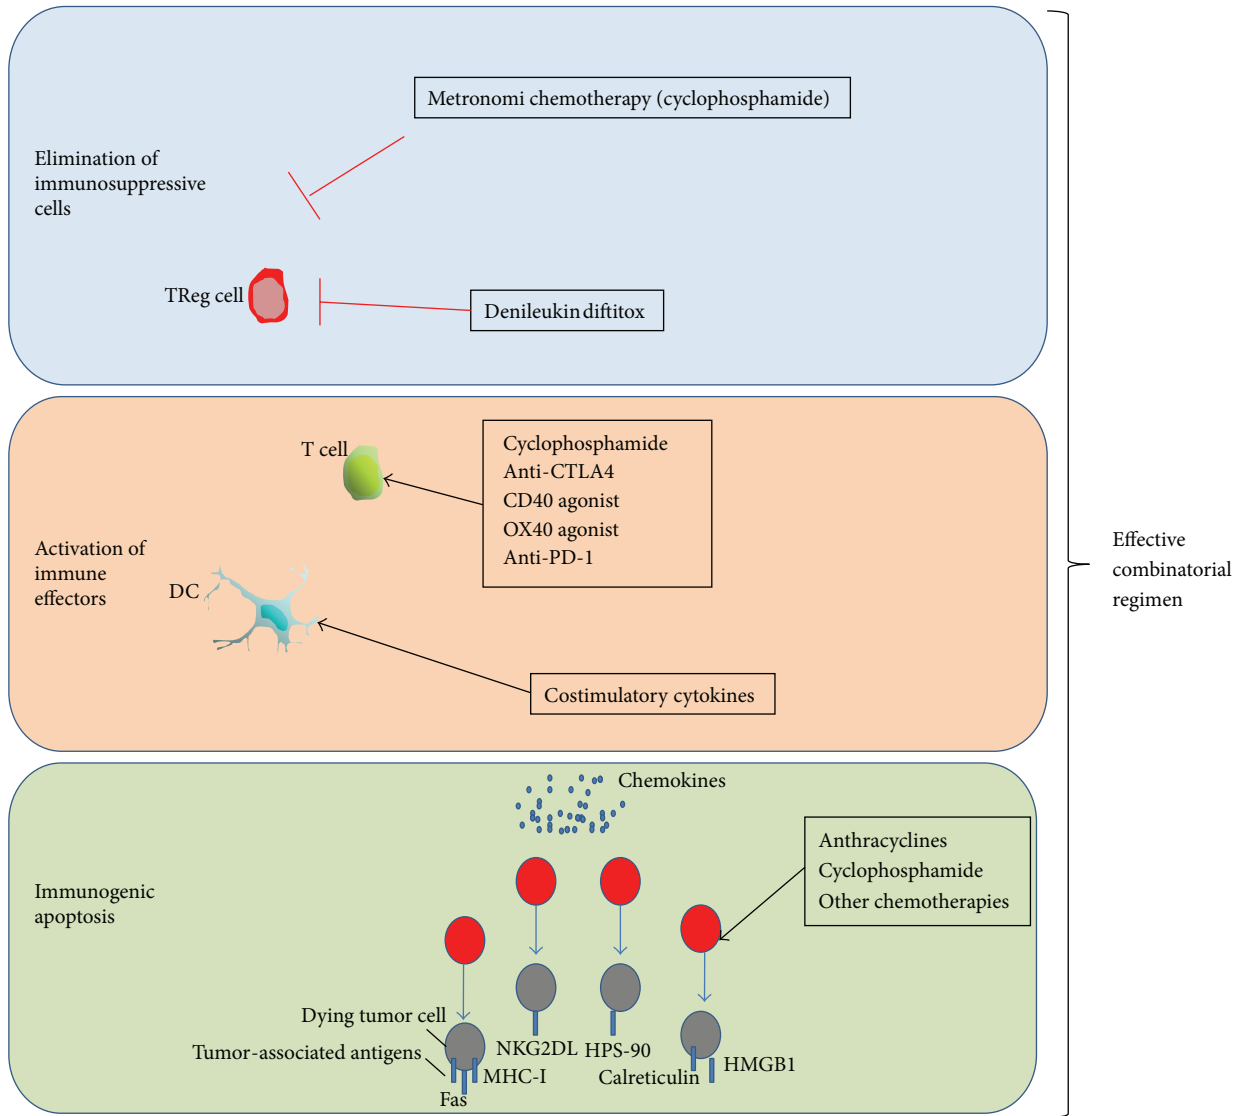 Metronomi chemotherapy (cyclophosphamide)
Elimination of
immunosuppressive
cells
TReg cell
Denileukin diftitox
T cell
Cyclophosphamide
Anti-CTLA4
CD40 agonist
OX40 agonist
Anti-PD-1
Activation of
immune
effectors
DC
Costimulatory cytokines
Effective
combinatorial
regimen
Chemokines
Anthracyclines
Cyclophosphamide
Other chemotherapies
Immunogenic
apoptosis
Dying tumor cell
Tumor-associated antigens
NKG2DL
HPS-90
MHC-I
Calreticulin
HMGB1
Fas